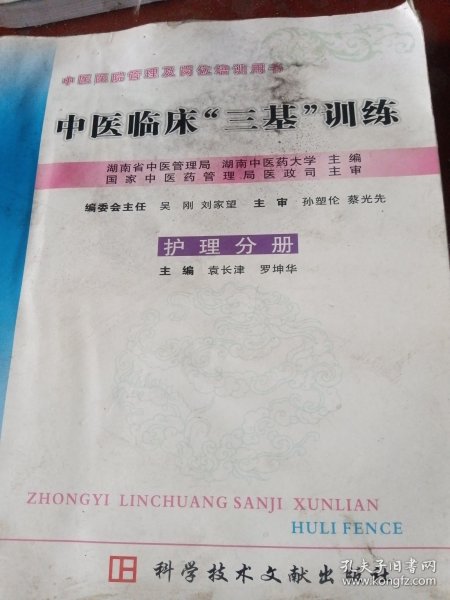 中医医院管理及岗位培训用书
中医临床“三基”训练
湖南省中医管理局 湖南中医药大学 主编
国家中医药管理局医政司 主审
编委会主任 吴 刚 刘家望 主 审 孙塑伦 蔡光先
护理分册
主 编 袁长津 罗坤华
ZHONGYI LINCHUANG SANJI XUNLIAN
HULI FENCE
科学技术文献出版社
孔夫子旧书网